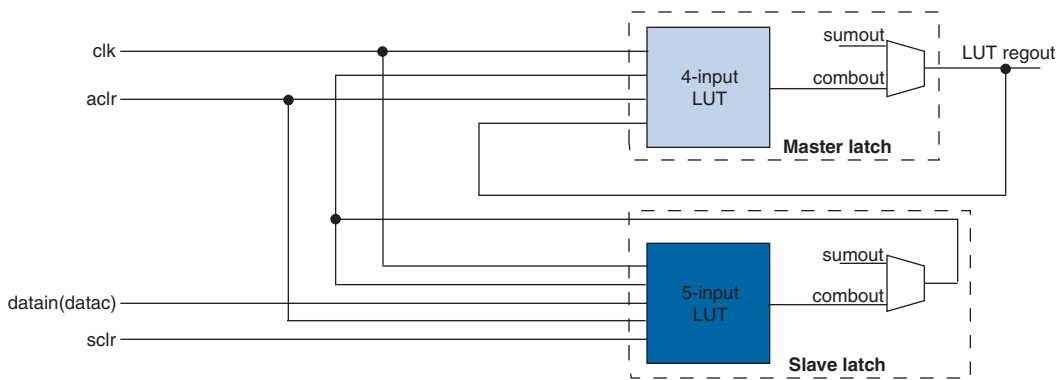 clk
aclr
4-input
LUT
sumout
combout
LUT regout
Master latch
datain(datac)
sclr
5-input
LUT
sumout
combout
Slave latch